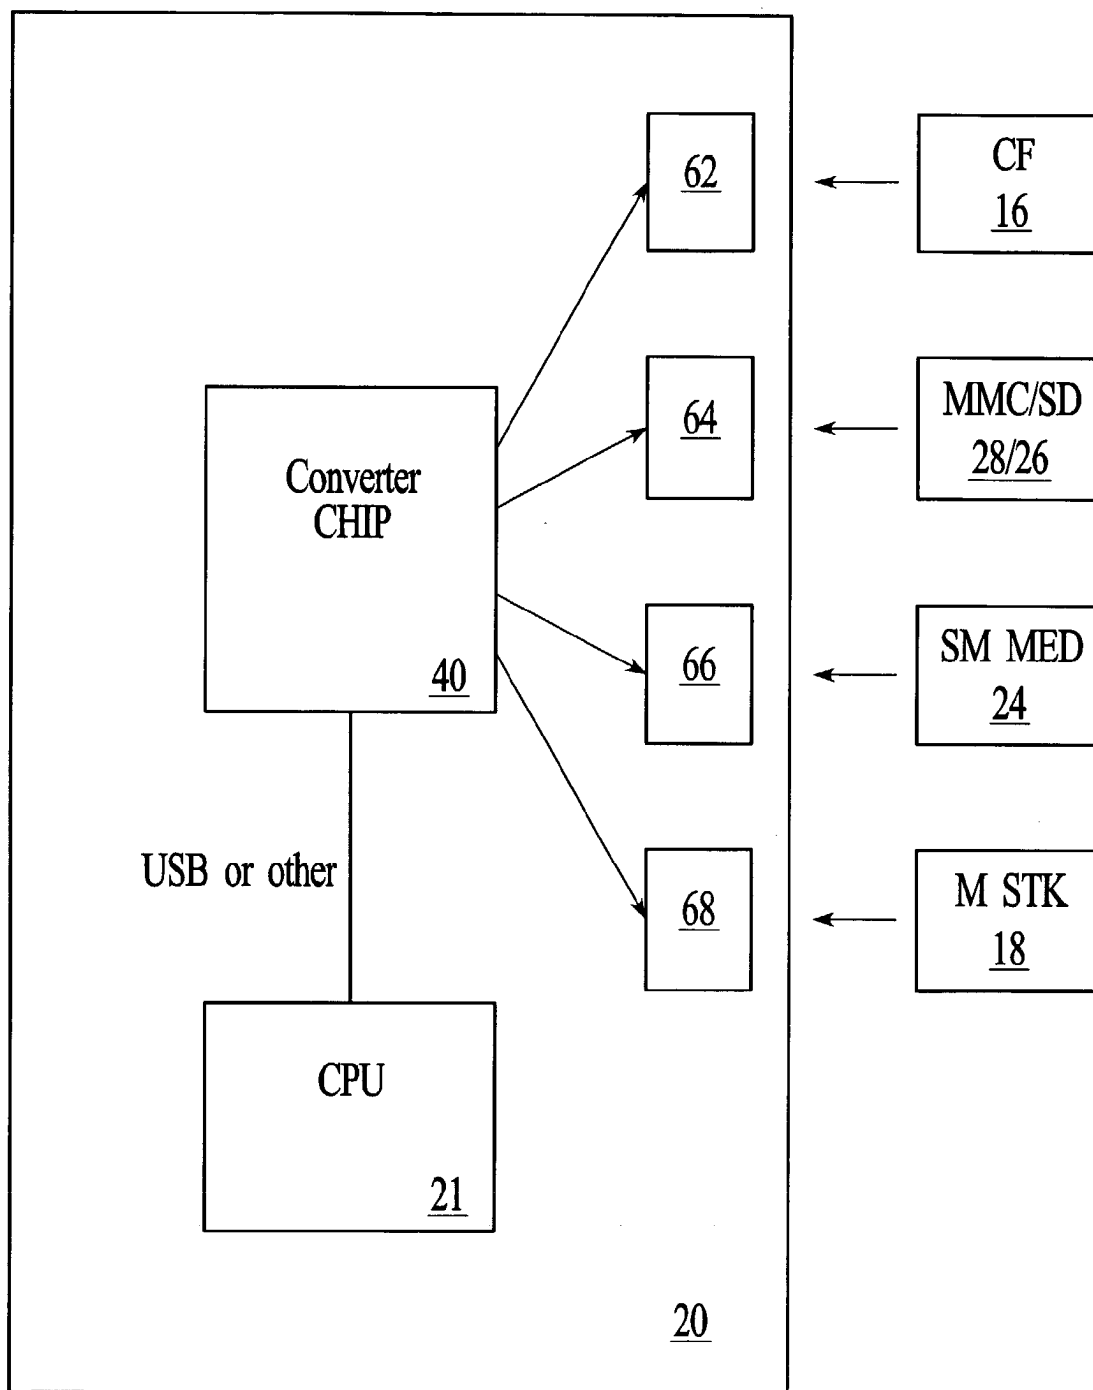 62
CF
16
64
MMC/SD
28/26
Converter
CHIP
40
66
SM MED
24
USB or other
68
M STK
18
CPU
21
20